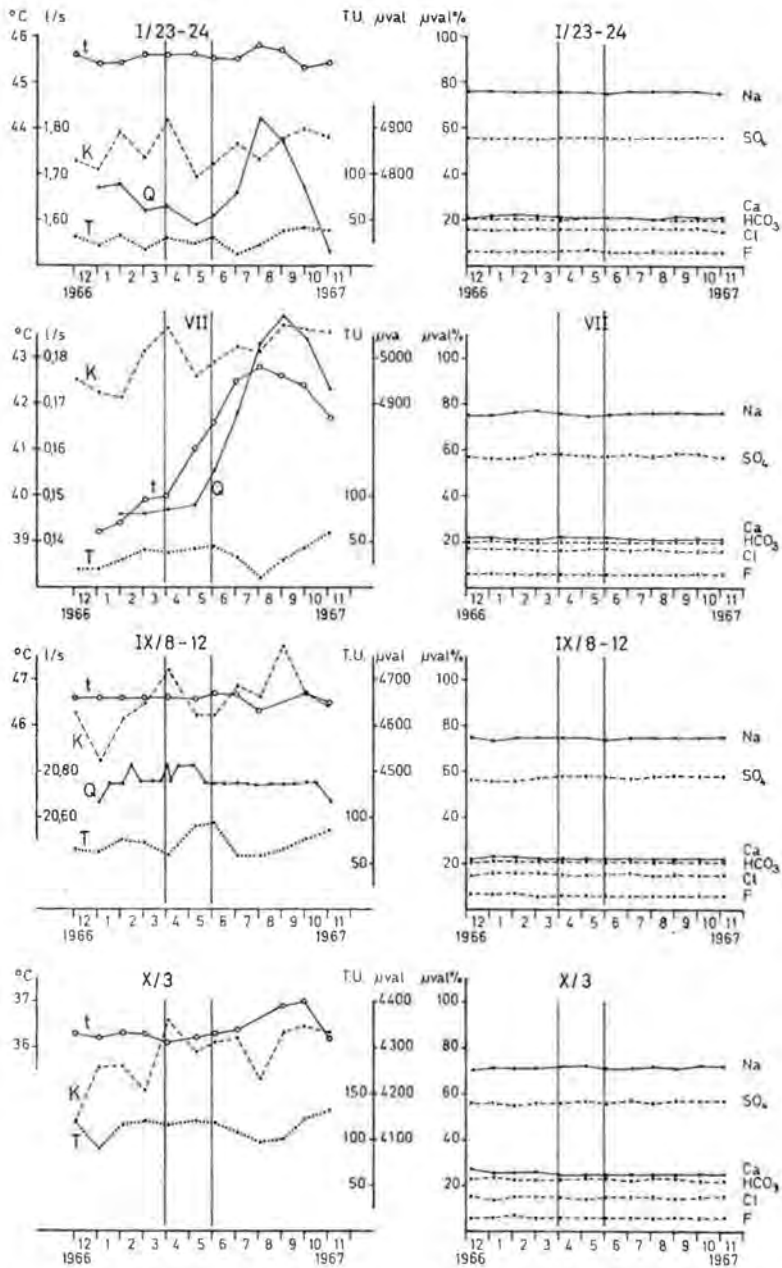 °C l/s I/23-24 T.U. μval μval% I/23-24
46 100
t
45 80
Na
44 1,80 4900 60
K SO₄
1,70 100 4800 40
Q Ca
1,60 50 20 HCO₃
T Cl
F
12 1 2 3 4 5 6 7 8 9 10 11 12 1 2 3 4 5 6 7 8 9 10 11
1966 1967 1966 1967
°C l/s VII T.U. μva μval% VII
43 0,18 K 5000 80
Na
42 0,17 4900 60
SO₄
41 0,16 40
t Q
40 0,15 100 Ca
39 0,14 50 20 HCO₃
T Cl
F
12 1 2 3 4 5 6 7 8 9 10 11 12 1 2 3 4 5 6 7 8 9 10 11
1966 1967 1966 1967
°C l/s IX/8-12 T.U. μval μval% IX/8-12
47 t 4700 100
46 4600 80
K Na
20,80 4500 60
Q SO₄
20,60 100 40
T Ca
50 20 HCO₃
Cl
F
12 1 2 3 4 5 6 7 8 9 10 11 12 1 2 3 4 5 6 7 8 9 10 11
1966 1967 1966 1967
°C X/3 T.U. μval μval% X/3
37 t 4400 100
36 4300 80
Na
K 150 4200 60
SO₄
T 100 4100 40
Ca
50 20 HCO₃
Cl
F
12 1 2 3 4 5 6 7 8 9 10 11 12 1 2 3 4 5 6 7 8 9 10 11
1966 1967 1966 1967